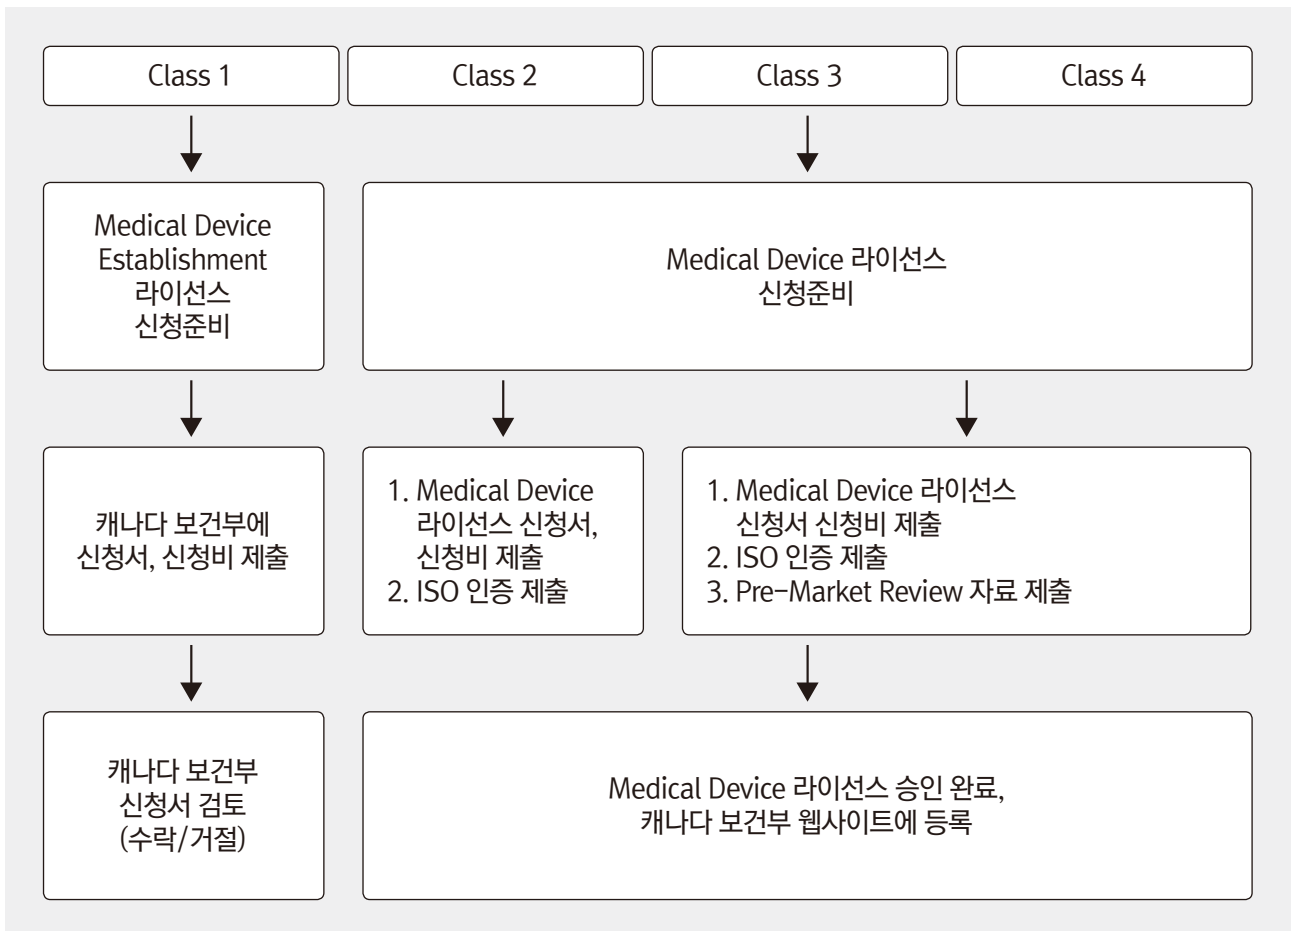 Class 1
Class 2
Class 3
Class 4
Medical Device
Establishment
라이선스
신청준비
Medical Device 라이선스
신청준비
캐나다 보건부에
신청서, 신청비 제출
1. Medical Device
라이선스 신청서,
신청비 제출
2. ISO 인증 제출
1. Medical Device 라이선스
신청서 신청비 제출
2. ISO 인증 제출
3. Pre-Market Review 자료 제출
캐나다 보건부
신청서 검토
(수락/거절)
Medical Device 라이선스 승인 완료,
캐나다 보건부 웹사이트에 등록